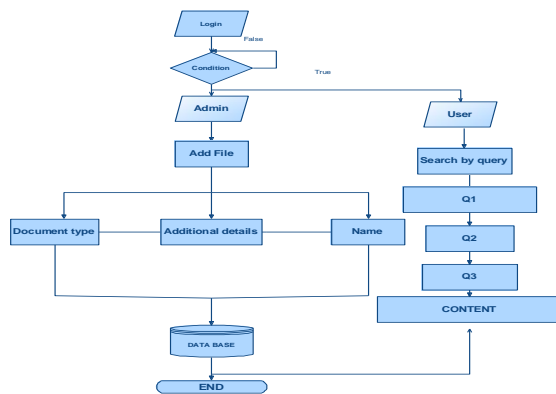 Login
False
Condition
True
Admin
User
Add File
Search by query
Q1
Document type
Additional details
Name
Q2
Q3
CONTENT
DATA BASE
END